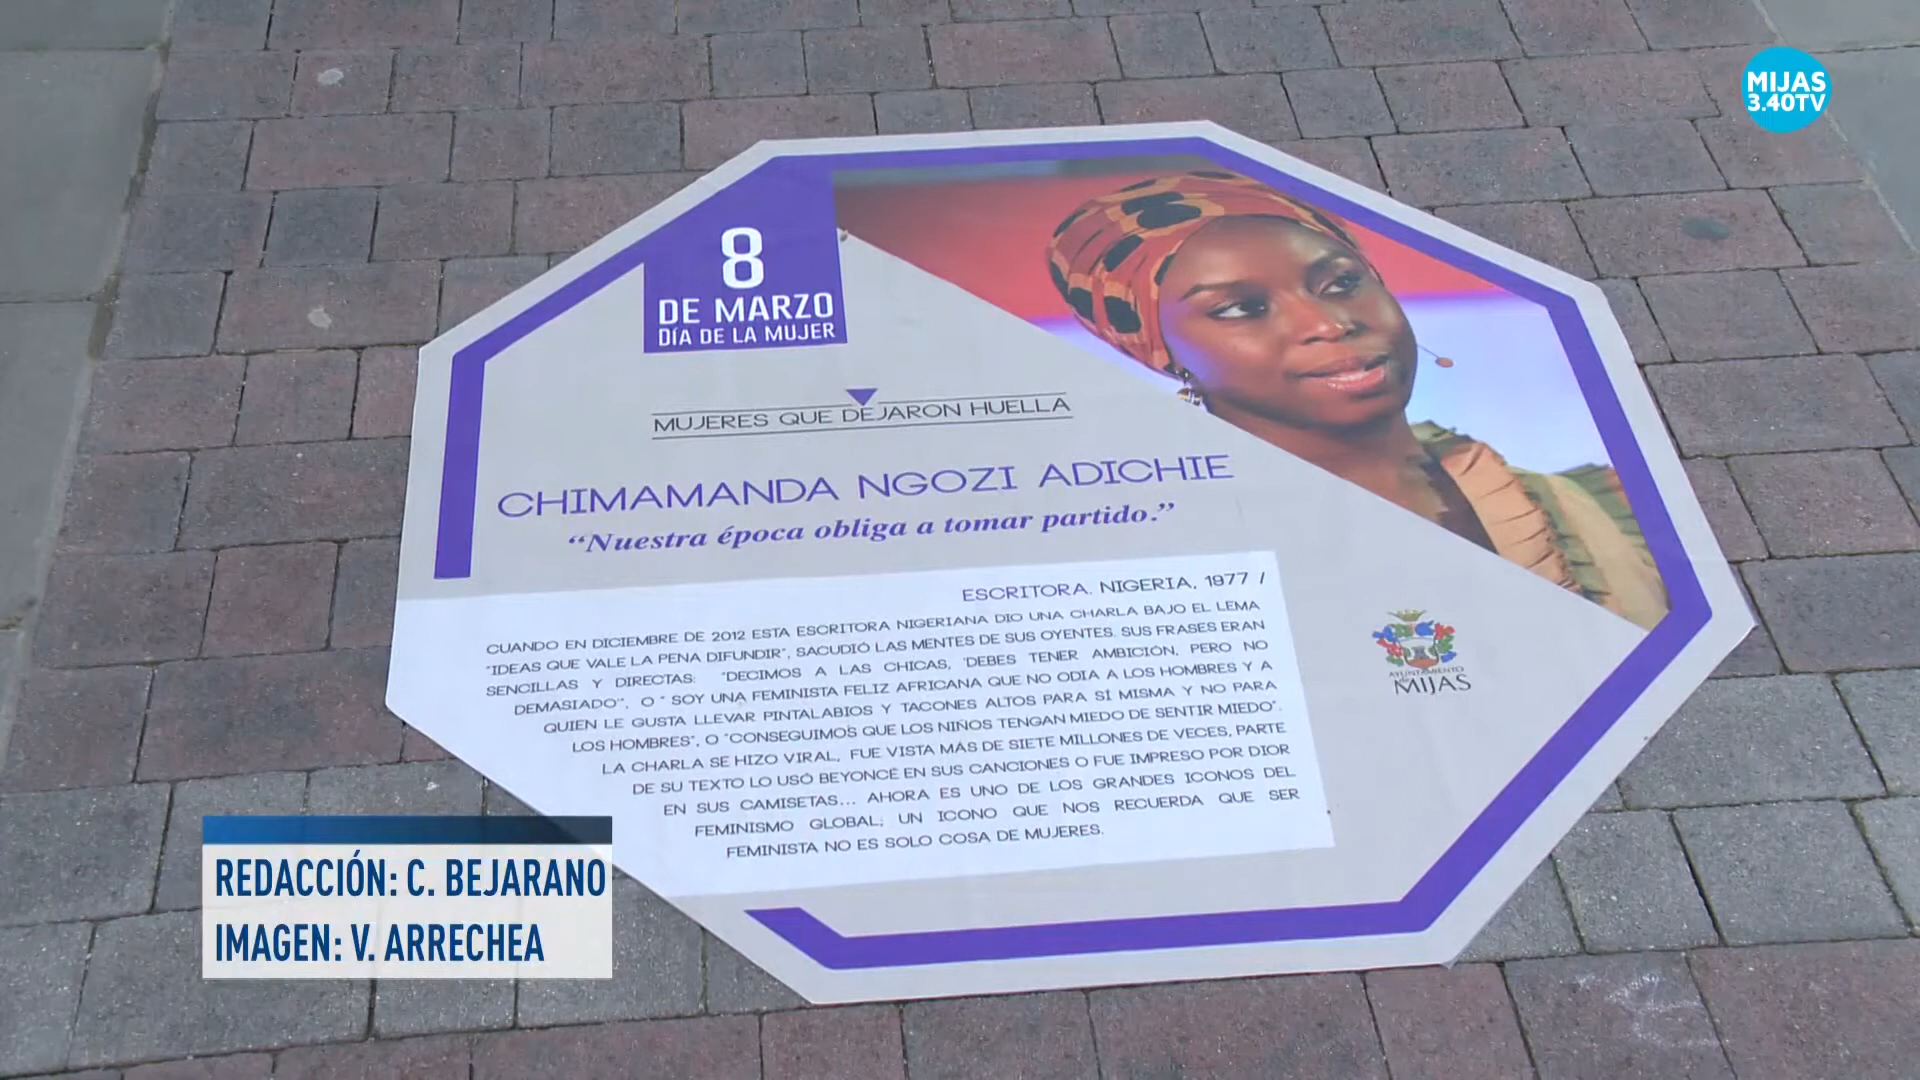 MIJAS
3.40TV
8
DE MARZO
DÍA DE LA MUJER
MUJERES QUE DEJARON HUELLA
CHIMAMANDA NGOZI ADICHIE
“Nuestra época obliga a tomar partido.”
ESCRITORA. NIGERIA, 1977 /
CUANDO EN DICIEMBRE DE 2012 ESTA ESCRITORA NIGERIANA DIO UNA CHARLA BAJO EL LEMA
"IDEAS QUE VALE LA PENA DIFUNDIR", SACUDIÓ LAS MENTES DE SUS OYENTES. SUS FRASES ERAN
SENCILLAS Y DIRECTAS: "DECIMOS A LAS CHICAS, 'DEBES TENER AMBICIÓN, PERO NO
DEMASIADO'", O " SOY UNA FEMINISTA FELIZ AFRICANA QUE NO ODIA A LOS HOMBRES Y A
QUIEN LE GUSTA LLEVAR PINTALABIOS Y TACONES ALTOS PARA SÍ MISMA Y NO PARA
LOS HOMBRES", O "CONSEGUIMOS QUE LOS NIÑOS TENGAN MIEDO DE SENTIR MIEDO".
LA CHARLA SE HIZO VIRAL, FUE VISTA MÁS DE SIETE MILLONES DE VECES, PARTE
DE SU TEXTO LO USÓ BEYONCÉ EN SUS CANCIONES O FUE IMPRESO POR DIOR
EN SUS CAMISETAS... AHORA ES UNO DE LOS GRANDES ICONOS DEL
FEMINISMO GLOBAL; UN ICONO QUE NOS RECUERDA QUE SER
FEMINISTA NO ES SOLO COSA DE MUJERES.
AYUNTAMIENTO
de
MIJAS
REDACCIÓN: C. BEJARANO
IMAGEN: V. ARRECHEA